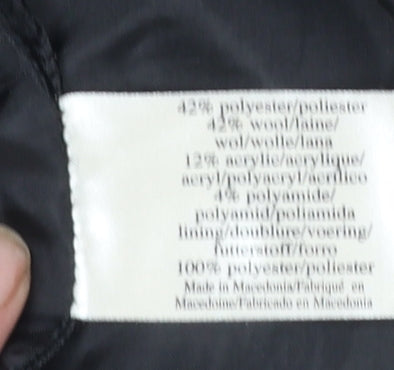 42% polyester/poliester
42% wool/laine/
wol/wolle/lana
12% acrylic/acrylique/
acryl/polyacryl/acrilico
4% polyamide/
polyamid/poliamida
lining/doublure/voering/
futterstoff/forro
100% polyester/poliester
Made in Macedonia/Fabriqué en
Macedoine/Fabricado en Macedonia